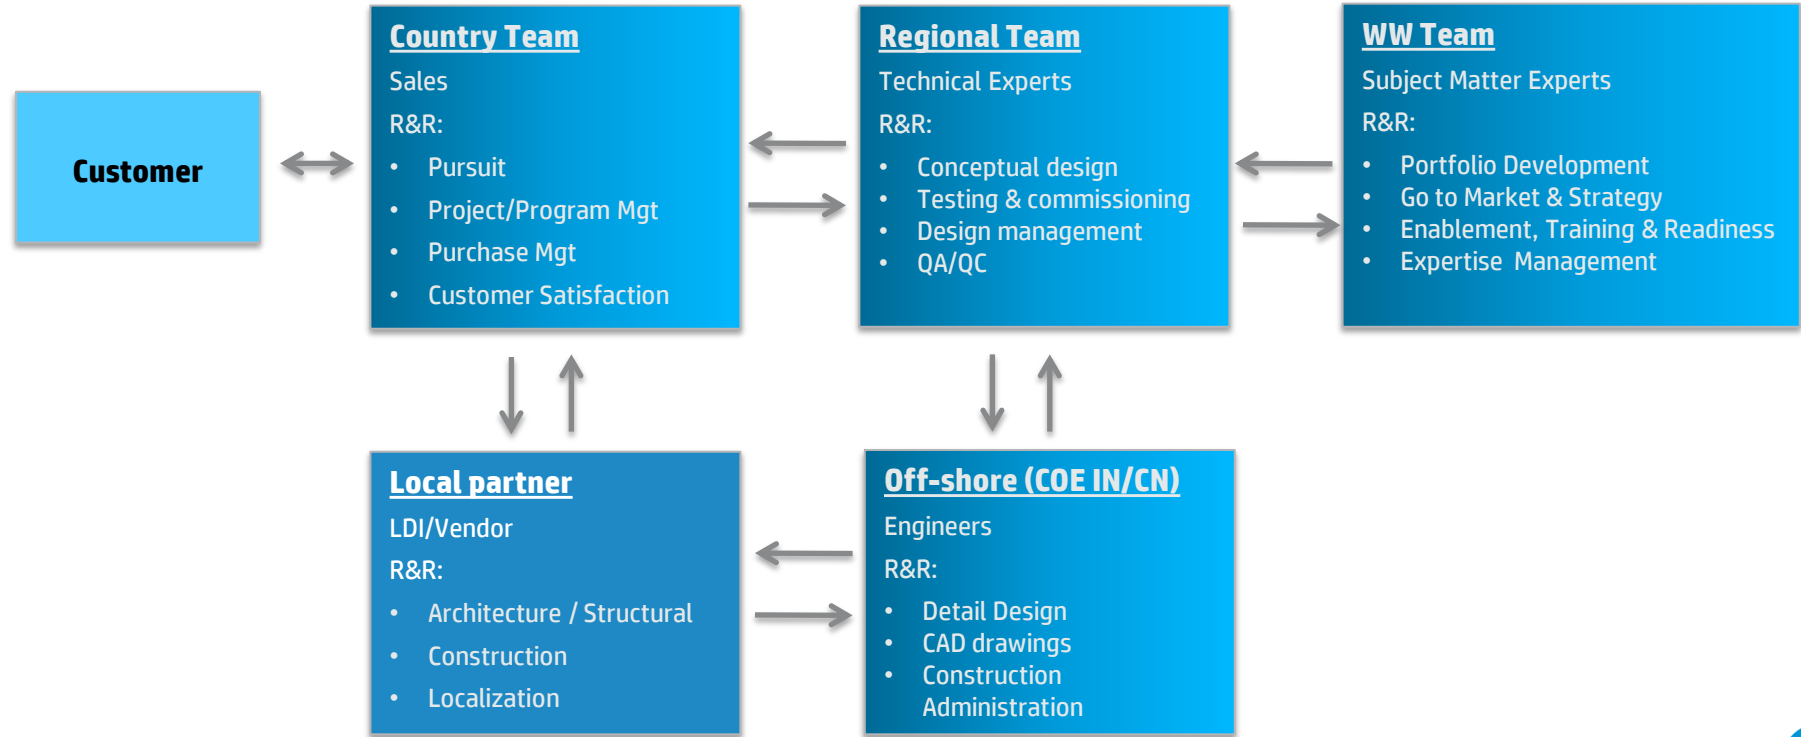 Customer
Country Team
Sales
R&R:
• Pursuit
• Project/Program Mgt
• Purchase Mgt
• Customer Satisfaction
Regional Team
Technical Experts
R&R:
• Conceptual design
• Testing & commissioning
• Design management
• QA/QC
WW Team
Subject Matter Experts
R&R:
• Portfolio Development
• Go to Market & Strategy
• Enablement, Training & Readiness
• Expertise Management
Local partner
LDI/Vendor
R&R:
• Architecture / Structural
• Construction
• Localization
Off-shore (COE IN/CN)
Engineers
R&R:
• Detail Design
• CAD drawings
• Construction
Administration